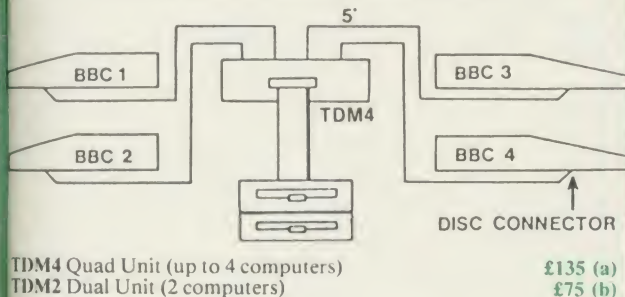 5'
BBC 1
BBC 3
TDM4
BBC 2
BBC 4
DISC CONNECTOR
TDM4 Quad Unit (up to 4 computers) £135 (a)
TDM2 Dual Unit (2 computers) £75 (b)